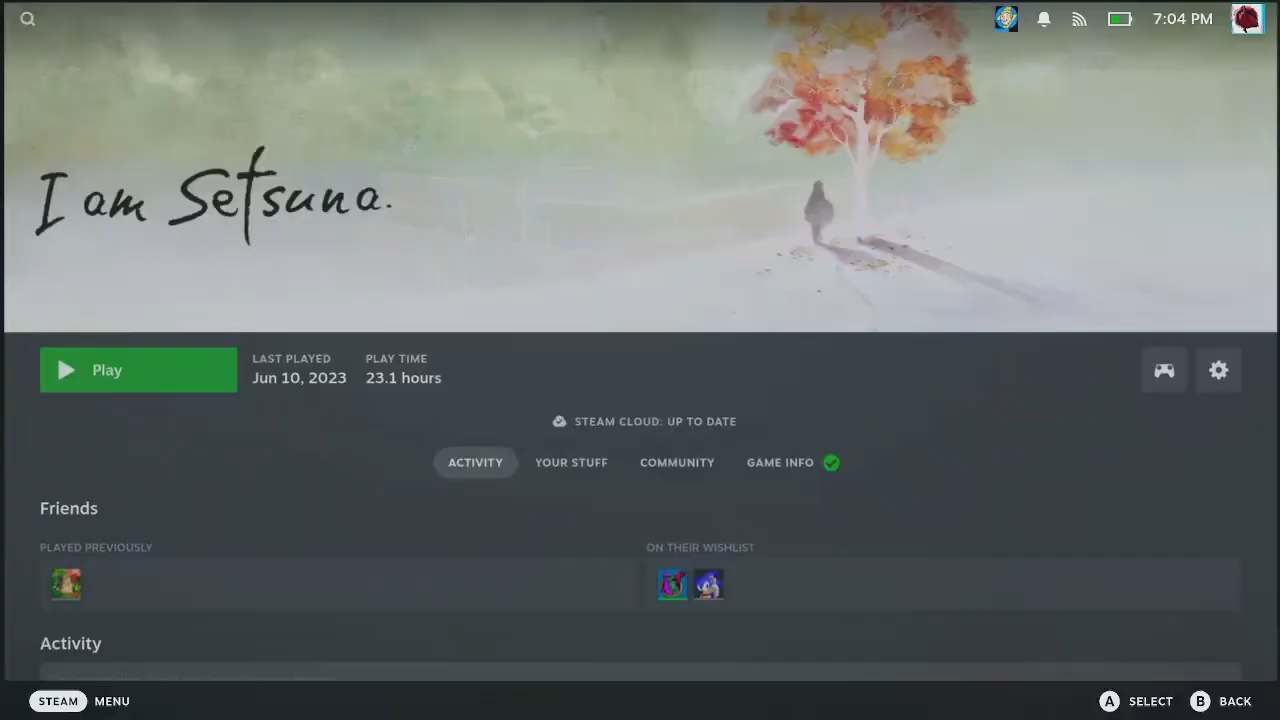 7:04 PM
I am Setsuna.
Play
LAST PLAYED
Jun 10, 2023
PLAY TIME
23.1 hours
STEAM CLOUD: UP TO DATE
ACTIVITY
YOUR STUFF
COMMUNITY
GAME INFO
Friends
PLAYED PREVIOUSLY
ON THEIR WISHLIST
Activity
STEAM MENU
A SELECT B BACK